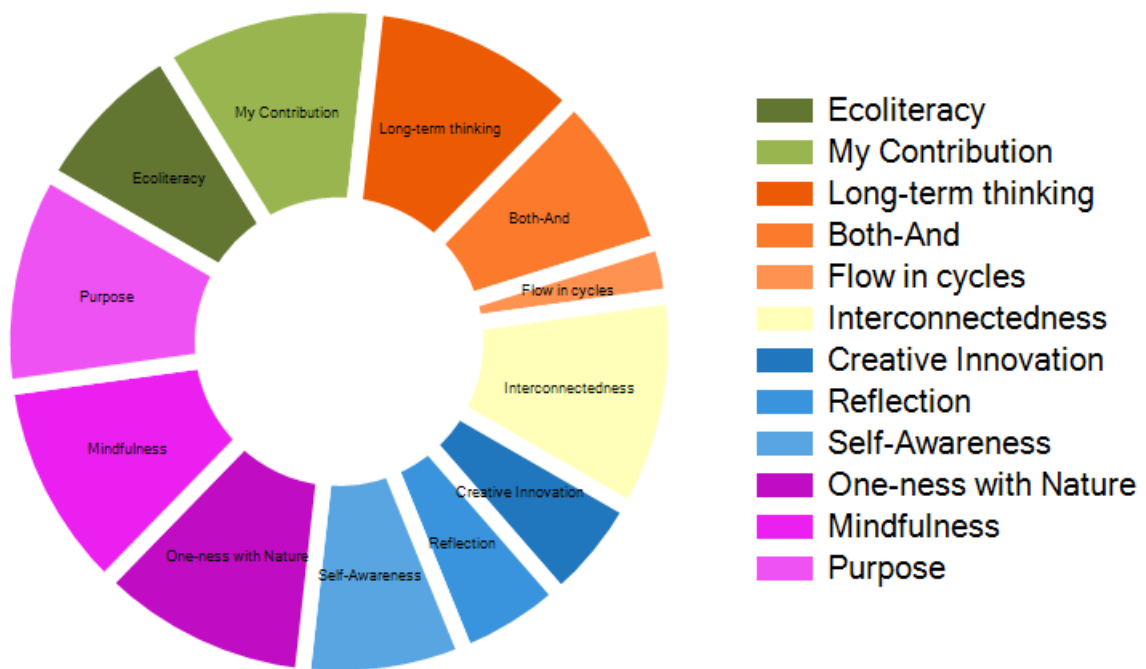 My Contribution
Long-term thinking
Ecoliteracy
Both-And
Flow in cycles
Purpose
Interconnectedness
Mindfulness
Creative Innovation
Reflection
One-ness with Nature
Self-Awareness
Ecoliteracy
My Contribution
Long-term thinking
Both-And
Flow in cycles
Interconnectedness
Creative Innovation
Reflection
Self-Awareness
One-ness with Nature
Mindfulness
Purpose